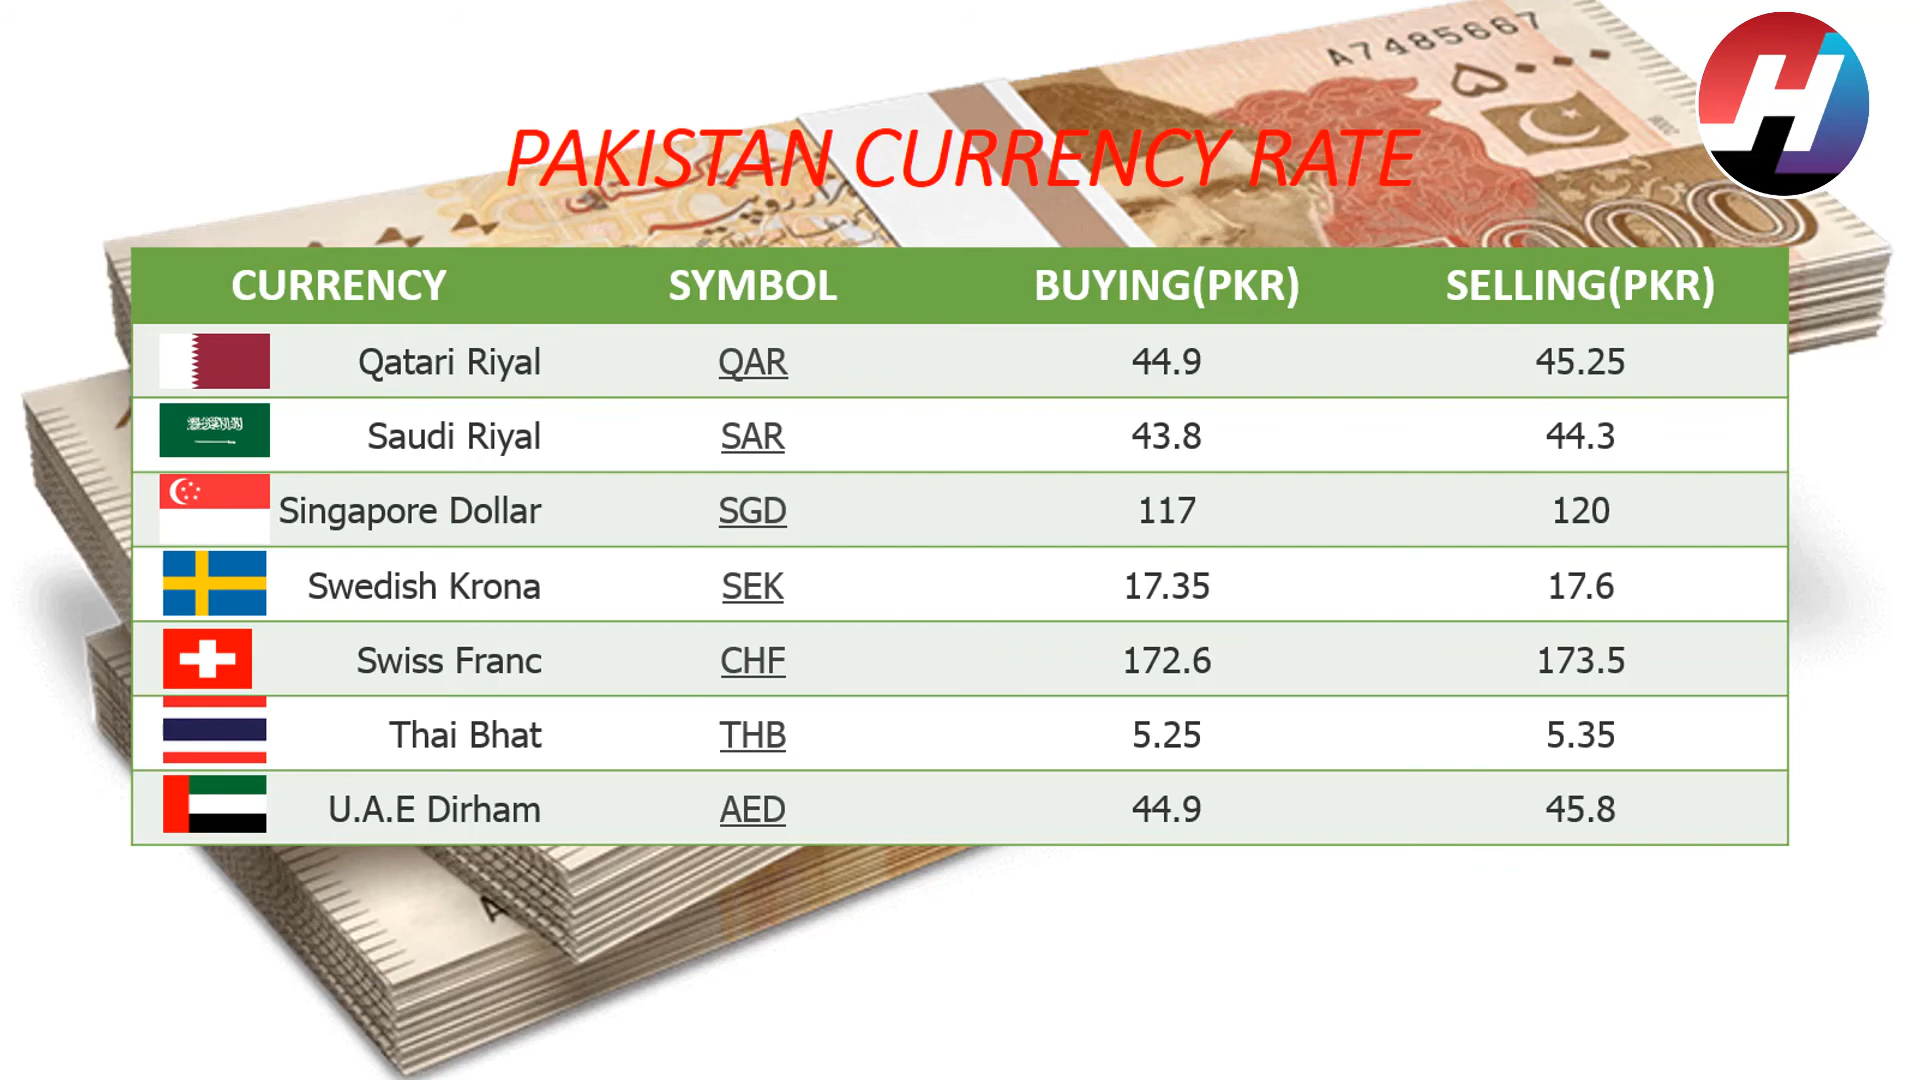 A7485667
۵۰۰۰
PAKISTAN CURRENCY RATE
CURRENCY SYMBOL BUYING(PKR) SELLING(PKR)
Qatari Riyal QAR 44.9 45.25
Saudi Riyal SAR 43.8 44.3
Singapore Dollar SGD 117 120
Swedish Krona SEK 17.35 17.6
Swiss Franc CHF 172.6 173.5
Thai Bhat THB 5.25 5.35
U.A.E Dirham AED 44.9 45.8